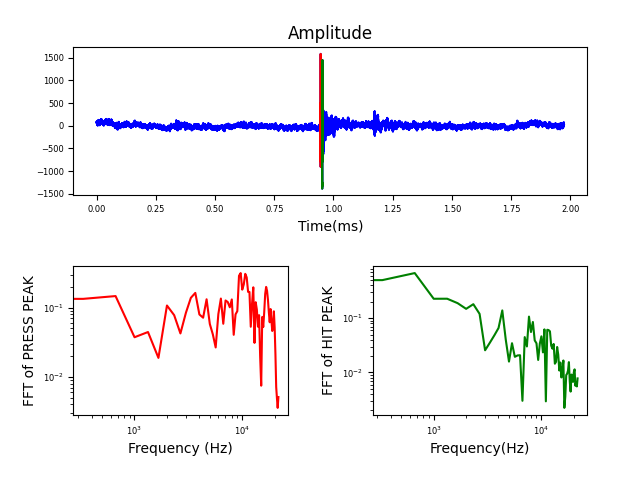 Amplitude
1500
1000
500
0
−500
−1000
−1500
0.00 0.25 0.50 0.75 1.00 1.25 1.50 1.75 2.00
Time(ms)
FFT of PRESS PEAK
10⁻¹
10⁻²
10³ 10⁴
Frequency (Hz)
FFT of HIT PEAK
10⁻¹
10⁻²
10³ 10⁴
Frequency(Hz)